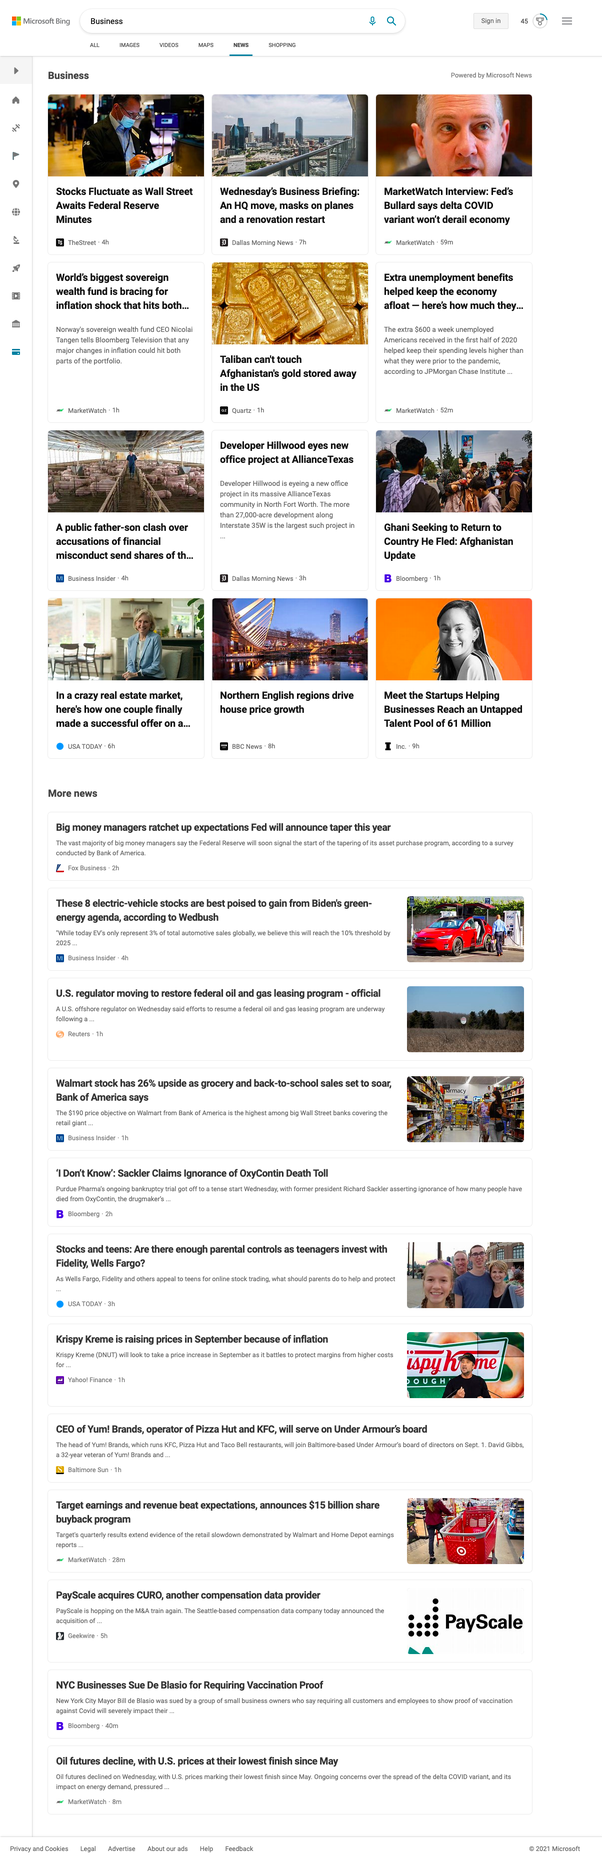 Microsoft Bing
Business
Sign in
45
ALL IMAGES VIDEOS MAPS NEWS SHOPPING
Business
Powered by Microsoft News
Stocks Fluctuate as Wall Street
Awaits Federal Reserve
Minutes
TheStreet · 4h
Wednesday's Business Briefing:
An HQ move, masks on planes
and a renovation restart
Dallas Morning News · 7h
MarketWatch Interview: Fed's
Bullard says delta COVID
variant won't derail economy
MarketWatch · 59m
World's biggest sovereign
wealth fund is bracing for
inflation shock that hits both...
Norway's sovereign wealth fund CEO Nicolai
Tangen tells Bloomberg Television that any
major changes in inflation could hit both
parts of the portfolio.
MarketWatch · 1h
Taliban can't touch
Afghanistan's gold stored away
in the US
Quartz · 1h
Extra unemployment benefits
helped keep the economy
afloat — here's how much they...
The extra $600 a week unemployed
Americans received in the first half of 2020
helped keep their spending levels higher than
what they were prior to the pandemic,
according to JPMorgan Chase Institute ...
MarketWatch · 52m
A public father-son clash over
accusations of financial
misconduct send shares of th...
Business Insider · 4h
Developer Hillwood eyes new
office project at AllianceTexas
Developer Hillwood is eyeing a new office
project in its massive AllianceTexas
community in North Fort Worth. The more
than 27,000-acre development along
Interstate 35W is the largest such project in
...
Dallas Morning News · 3h
Ghani Seeking to Return to
Country He Fled: Afghanistan
Update
Bloomberg · 1h
In a crazy real estate market,
here's how one couple finally
made a successful offer on a...
USA TODAY · 6h
Northern English regions drive
house price growth
BBC News · 8h
Meet the Startups Helping
Businesses Reach an Untapped
Talent Pool of 61 Million
Inc. · 9h
More news
Big money managers ratchet up expectations Fed will announce taper this year
The vast majority of big money managers say the Federal Reserve will soon signal the start of the tapering of its asset purchase program, according to a survey
conducted by Bank of America.
Fox Business · 2h
These 8 electric-vehicle stocks are best poised to gain from Biden's green-
energy agenda, according to Wedbush
"While today EV's only represent 3% of total automotive sales globally, we believe this will reach the 10% threshold by
2025 ...
Business Insider · 4h
U.S. regulator moving to restore federal oil and gas leasing program - official
A U.S. offshore regulator on Wednesday said efforts to resume a federal oil and gas leasing program are underway
following a ...
Reuters · 1h
Walmart stock has 26% upside as grocery and back-to-school sales set to soar,
Bank of America says
The $190 price objective on Walmart from Bank of America is the highest among big Wall Street banks covering the
retail giant ...
Business Insider · 1h
'I Don't Know': Sackler Claims Ignorance of OxyContin Death Toll
Purdue Pharma's ongoing bankruptcy trial got off to a tense start Wednesday, with former president Richard Sackler asserting ignorance of how many people have
died from OxyContin, the drugmaker's ...
Bloomberg · 2h
Stocks and teens: Are there enough parental controls as teenagers invest with
Fidelity, Wells Fargo?
As Wells Fargo, Fidelity and others appeal to teens for online stock trading, what should parents do to help and protect
...
USA TODAY · 3h
Krispy Kreme is raising prices in September because of inflation
Krispy Kreme (DNUT) will look to take a price increase in September as it battles to protect margins from higher costs
for ...
Yahoo! Finance · 1h
CEO of Yum! Brands, operator of Pizza Hut and KFC, will serve on Under Armour's board
The head of Yum! Brands, which runs KFC, Pizza Hut and Taco Bell restaurants, will join Baltimore-based Under Armour's board of directors on Sept. 1. David Gibbs,
a 32-year veteran of Yum! Brands and ...
Baltimore Sun · 1h
Target earnings and revenue beat expectations, announces $15 billion share
buyback program
Target's quarterly results extend evidence of the retail slowdown demonstrated by Walmart and Home Depot earnings
reports ...
MarketWatch · 28m
PayScale acquires CURO, another compensation data provider
PayScale is hopping on the M&A train again. The Seattle-based compensation data company today announced the
acquisition of ...
Geekwire · 5h
PayScale
NYC Businesses Sue De Blasio for Requiring Vaccination Proof
New York City Mayor Bill de Blasio was sued by a group of small business owners who say requiring all customers and employees to show proof of vaccination
against Covid will severely impact their ...
Bloomberg · 40m
Oil futures decline, with U.S. prices at their lowest finish since May
Oil futures declined on Wednesday, with U.S. prices marking their lowest finish since May. Ongoing concerns over the spread of the delta COVID variant, and its
impact on energy demand, pressured ...
MarketWatch · 8m
Privacy and Cookies Legal Advertise About our ads Help Feedback
© 2021 Microsoft